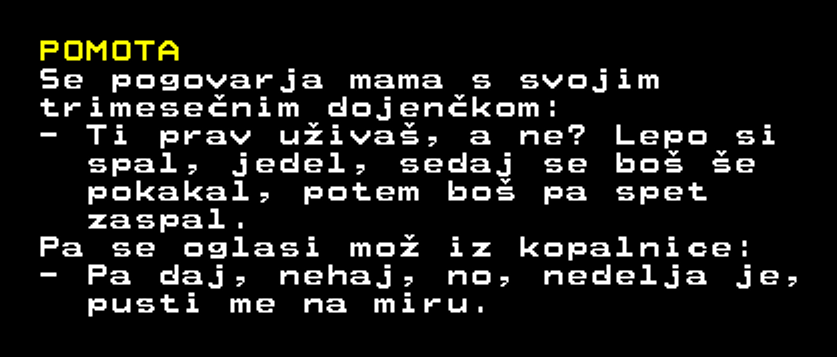 POMOTA
Se pogovarja mama s svojim
trimesečnim dojenčkom:
- Ti prav uživaš, a ne? Lepo si
spal, jedel, sedaj se boš še
pokakal, potem boš pa spet
zaspal.
Pa se oglasi mož iz kopalnice:
- Pa daj, nehaj, no, nedelja je,
pusti me na miru.